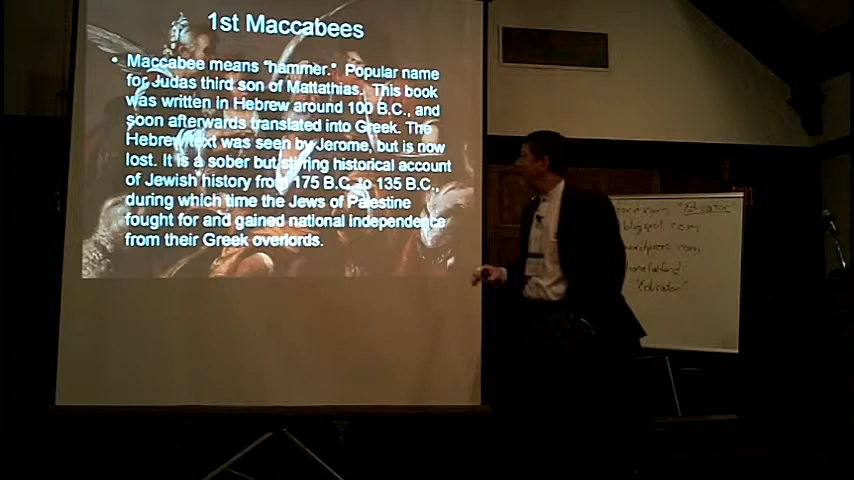 1st Maccabees
• Maccabee means "hammer." Popular name
for Judas third son of Mattathias. This book
was written in Hebrew around 100 B.C., and
soon afterwards translated into Greek. The
Hebrew text was seen by Jerome, but is now
lost. It is a sober but stirring historical account
of Jewish history from 175 B.C. to 135 B.C.,
during which time the Jews of Palestine
fought for and gained national independence
from their Greek overlords.
"Edvator"
blogspot com
wordpress com
"Edvator"